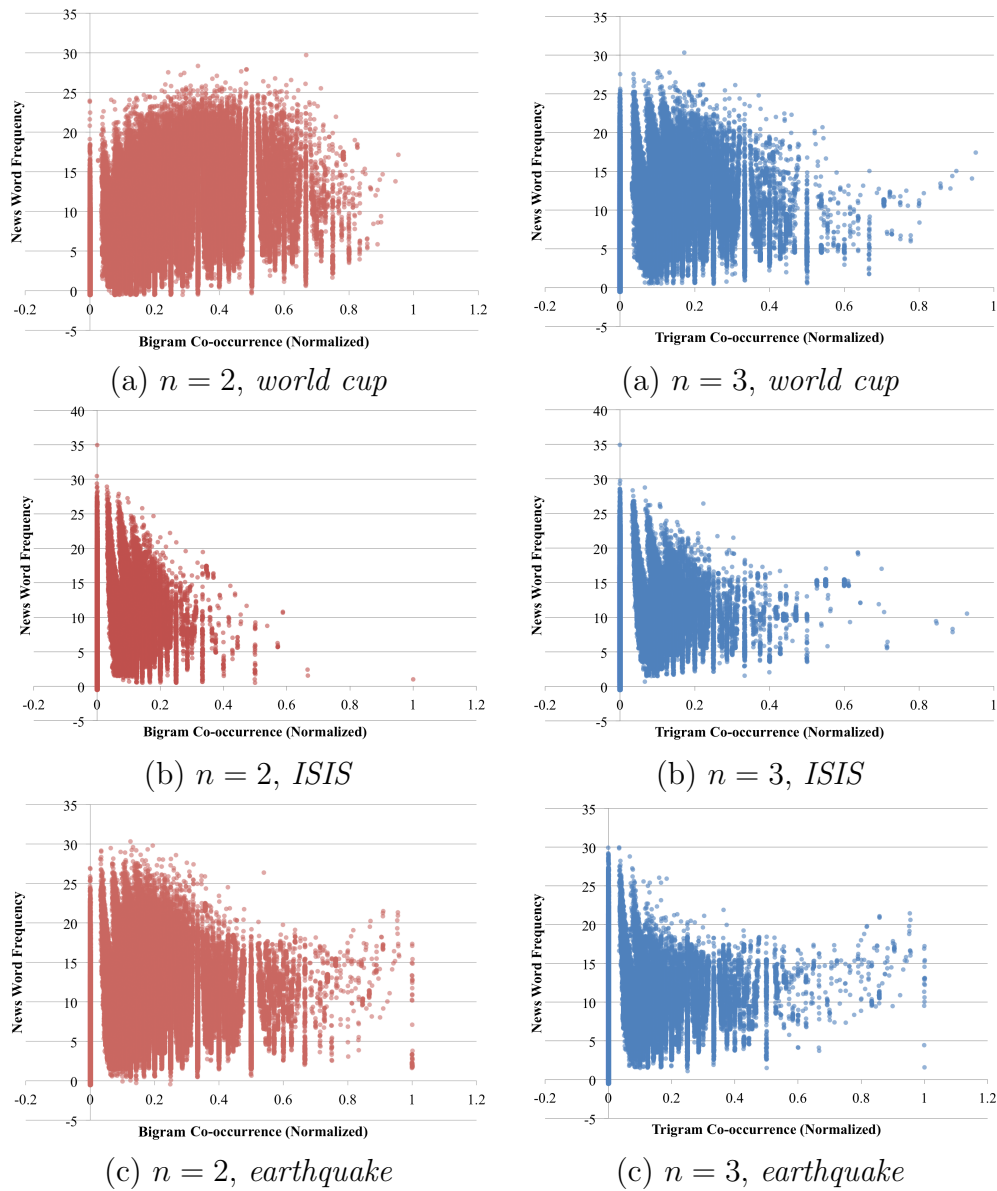 35
30
25
20
15
10
5
0
-5
-0.2 0 0.2 0.4 0.6 0.8 1 1.2
News Word Frequency
Bigram Co-occurrence (Normalized)
(a) n = 2, world cup
35
30
25
20
15
10
5
0
-5
-0.2 0 0.2 0.4 0.6 0.8 1
News Word Frequency
Trigram Co-occurrence (Normalized)
(a) n = 3, world cup
40
35
30
25
20
15
10
5
0
-5
-0.2 0 0.2 0.4 0.6 0.8 1 1.2
News Word Frequency
Bigram Co-occurrence (Normalized)
(b) n = 2, ISIS
40
35
30
25
20
15
10
5
0
-5
-0.2 0 0.2 0.4 0.6 0.8 1
News Word Frequency
Trigram Co-occurrence (Normalized)
(b) n = 3, ISIS
35
30
25
20
15
10
5
0
-5
-0.2 0 0.2 0.4 0.6 0.8 1 1.2
News Word Frequency
Bigram Co-occurrence (Normalized)
(c) n = 2, earthquake
35
30
25
20
15
10
5
0
-5
-0.2 0 0.2 0.4 0.6 0.8 1 1.2
News Word Frequency
Trigram Co-occurrence (Normalized)
(c) n = 3, earthquake